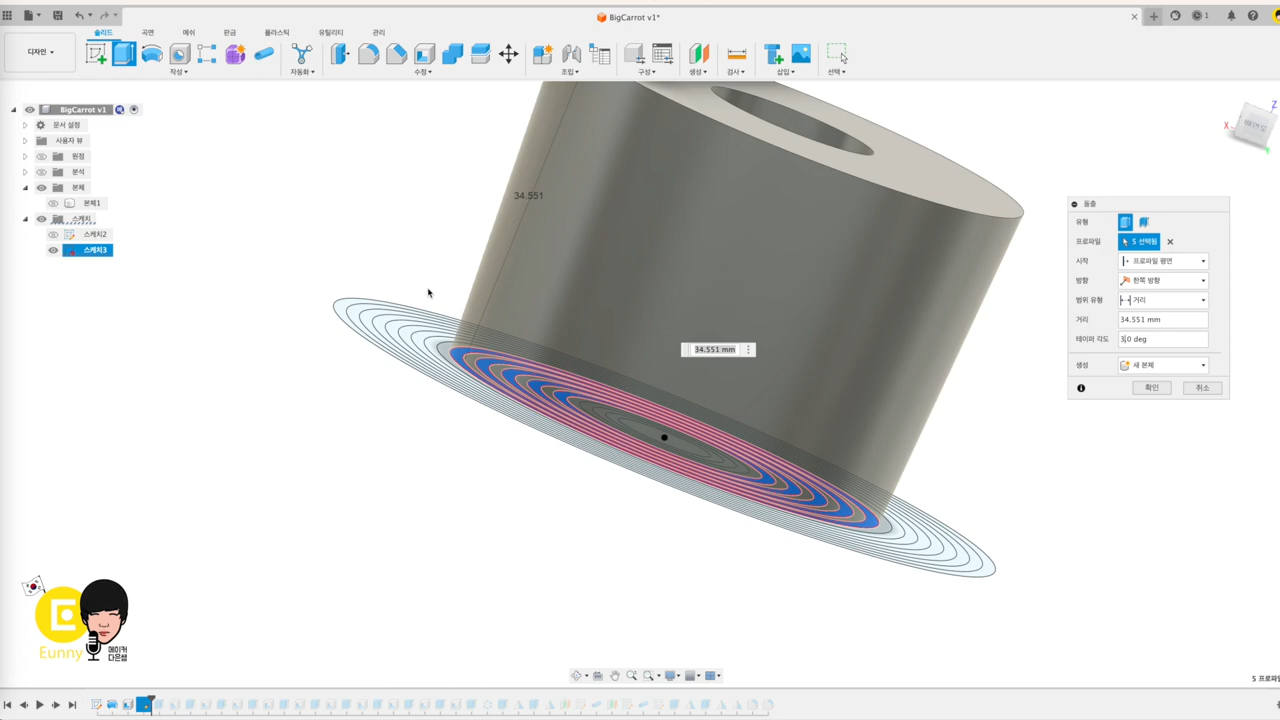 BigCarrot v1*
1
솔리드
곡면
메쉬
판금
플라스틱
유틸리티
관리
디자인
작성
자동화
수정
조립
구성
생성
검사
삽입
선택
BigCarrot v1
문서 설정
사용자 뷰
원점
분석
본체
본체1
스케치
스케치2
스케치3
34.551
34.551 mm
Z
X
Y
돌출
유형
프로파일
5 선택됨
시작
프로파일 평면
방향
한쪽 방향
범위 유형
거리
거리
34.551 mm
테이퍼 각도
3.0 deg
생성
새 본체
확인
취소
Eunny
메이커
다은쌤
5 프로파일